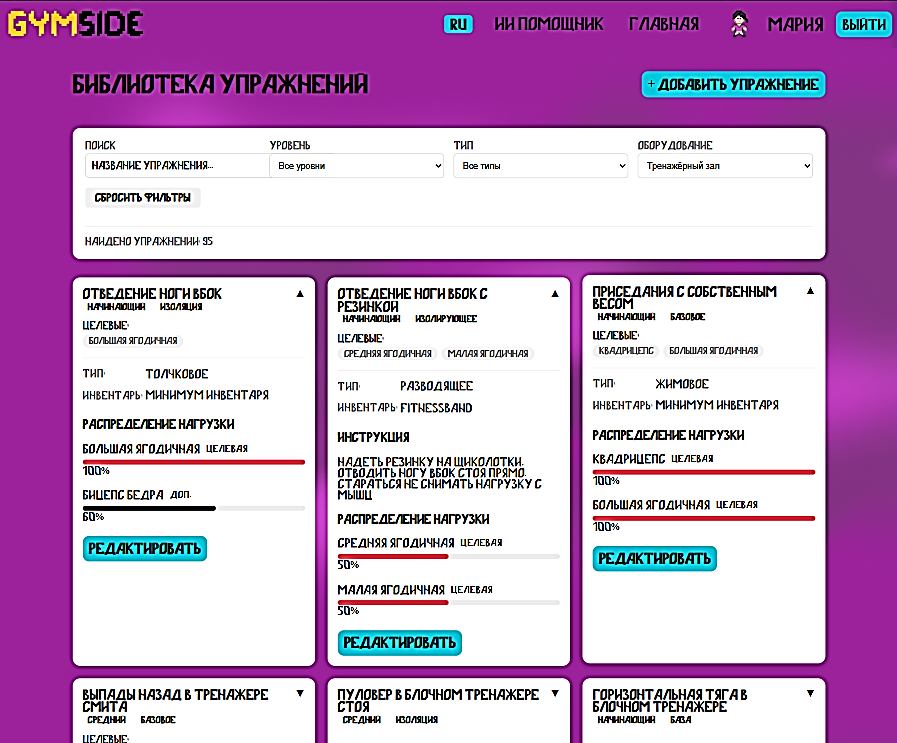 GYMSIDE
RU ИИ ПОМОЩНИК ГЛАВНАЯ МАРИЯ ВЫЙТИ
БИБЛИОТЕКА УПРАЖНЕНИЙ
+ ДОБАВИТЬ УПРАЖНЕНИЕ
ПОИСК
НАЗВАНИЕ УПРАЖНЕНИЯ...
УРОВЕНЬ
Все уровни
ТИП
Все типы
ОБОРУДОВАНИЕ
Тренажёрный зал
СБРОСИТЬ ФИЛЬТРЫ
НАЙДЕНО УПРАЖНЕНИЙ: 95
ОТВЕДЕНИЕ НОГИ ВБОК ▲
НАЧИНАЮЩИЙ ИЗОЛЯЦИЯ
ЦЕЛЕВЫЕ:
БОЛЬШАЯ ЯГОДИЧНАЯ
ТИП: ТОЛЧКОВОЕ
ИНВЕНТАРЬ: МИНИМУМ ИНВЕНТАРЯ
РАСПРЕДЕЛЕНИЕ НАГРУЗКИ
БОЛЬШАЯ ЯГОДИЧНАЯ ЦЕЛЕВАЯ
100%
БИЦЕПС БЕДРА ДОП.
60%
РЕДАКТИРОВАТЬ
ОТВЕДЕНИЕ НОГИ ВБОК С ▲
РЕЗИНКОЙ
НАЧИНАЮЩИЙ ИЗОЛИРУЮЩЕЕ
ЦЕЛЕВЫЕ:
СРЕДНЯЯ ЯГОДИЧНАЯ МАЛАЯ ЯГОДИЧНАЯ
ТИП: РАЗВОДЯЩЕЕ
ИНВЕНТАРЬ: FITNESSBAND
ИНСТРУКЦИЯ
НАДЕТЬ РЕЗИНКУ НА ЩИКОЛОТКИ.
ОТВОДИТЬ НОГУ ВБОК СТОЯ ПРЯМО.
СТАРАТЬСЯ НЕ СНИМАТЬ НАГРУЗКУ С
МЫШЦ
РАСПРЕДЕЛЕНИЕ НАГРУЗКИ
СРЕДНЯЯ ЯГОДИЧНАЯ ЦЕЛЕВАЯ
50%
МАЛАЯ ЯГОДИЧНАЯ ЦЕЛЕВАЯ
50%
РЕДАКТИРОВАТЬ
ПРИСЕДАНИЯ С СОБСТВЕННЫМ ▲
ВЕСОМ
НАЧИНАЮЩИЙ БАЗОВОЕ
ЦЕЛЕВЫЕ:
КВАДРИЦЕПС БОЛЬШАЯ ЯГОДИЧНАЯ
ТИП: ЖИМОВОЕ
ИНВЕНТАРЬ: МИНИМУМ ИНВЕНТАРЯ
РАСПРЕДЕЛЕНИЕ НАГРУЗКИ
КВАДРИЦЕПС ЦЕЛЕВАЯ
100%
БОЛЬШАЯ ЯГОДИЧНАЯ ЦЕЛЕВАЯ
100%
РЕДАКТИРОВАТЬ
ВЫПАДЫ НАЗАД В ТРЕНАЖЕРЕ ▼
СМИТА
СРЕДНИЙ БАЗОВОЕ
ЦЕЛЕВЫЕ:
ПУЛОВЕР В БЛОЧНОМ ТРЕНАЖЕРЕ ▼
СТОЯ
СРЕДНИЙ ИЗОЛЯЦИЯ
ГОРИЗОНТАЛЬНАЯ ТЯГА В ▼
БЛОЧНОМ ТРЕНАЖЕРЕ
НАЧИНАЮЩИЙ БАЗА